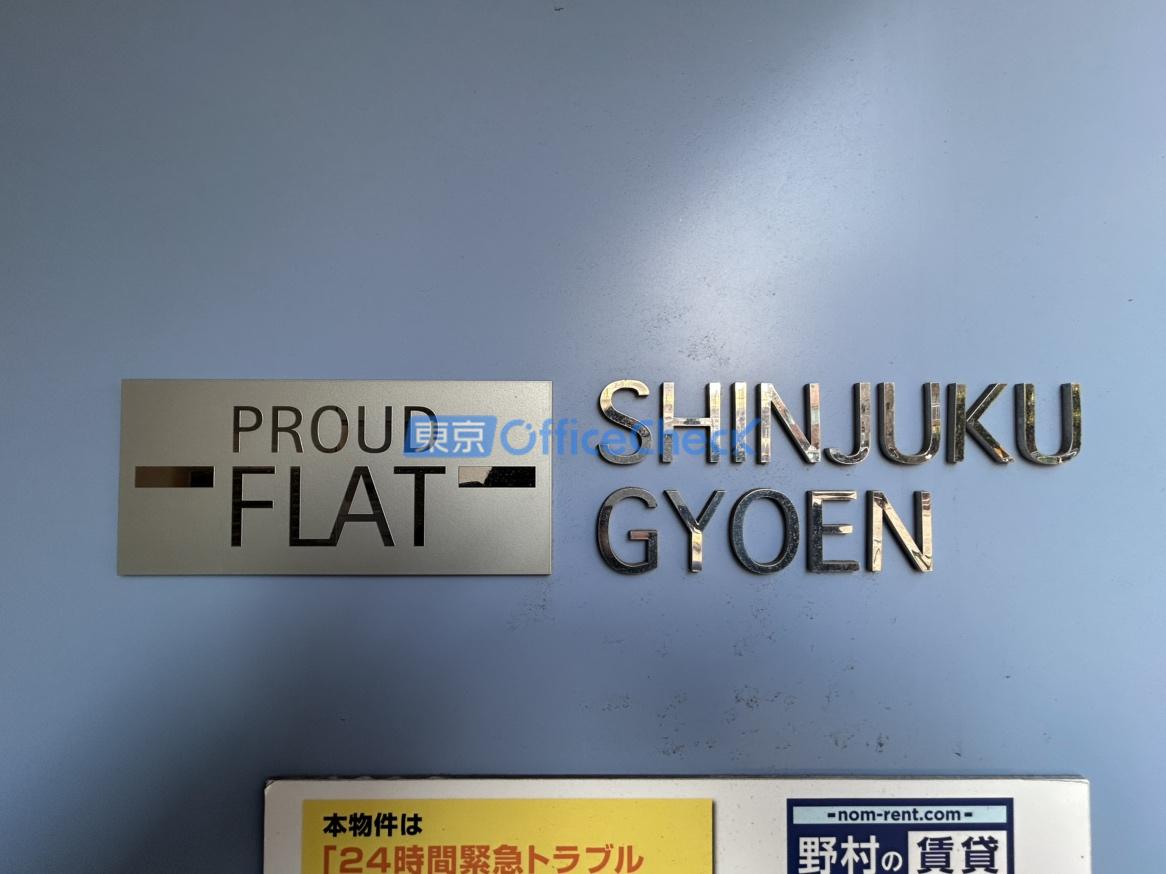 PROUD
FLAT
SHINJUKU
GYOEN
東京OfficeCheck
本物件は
「24時間緊急トラブル
-nom-rent.com-
野村の賃貸